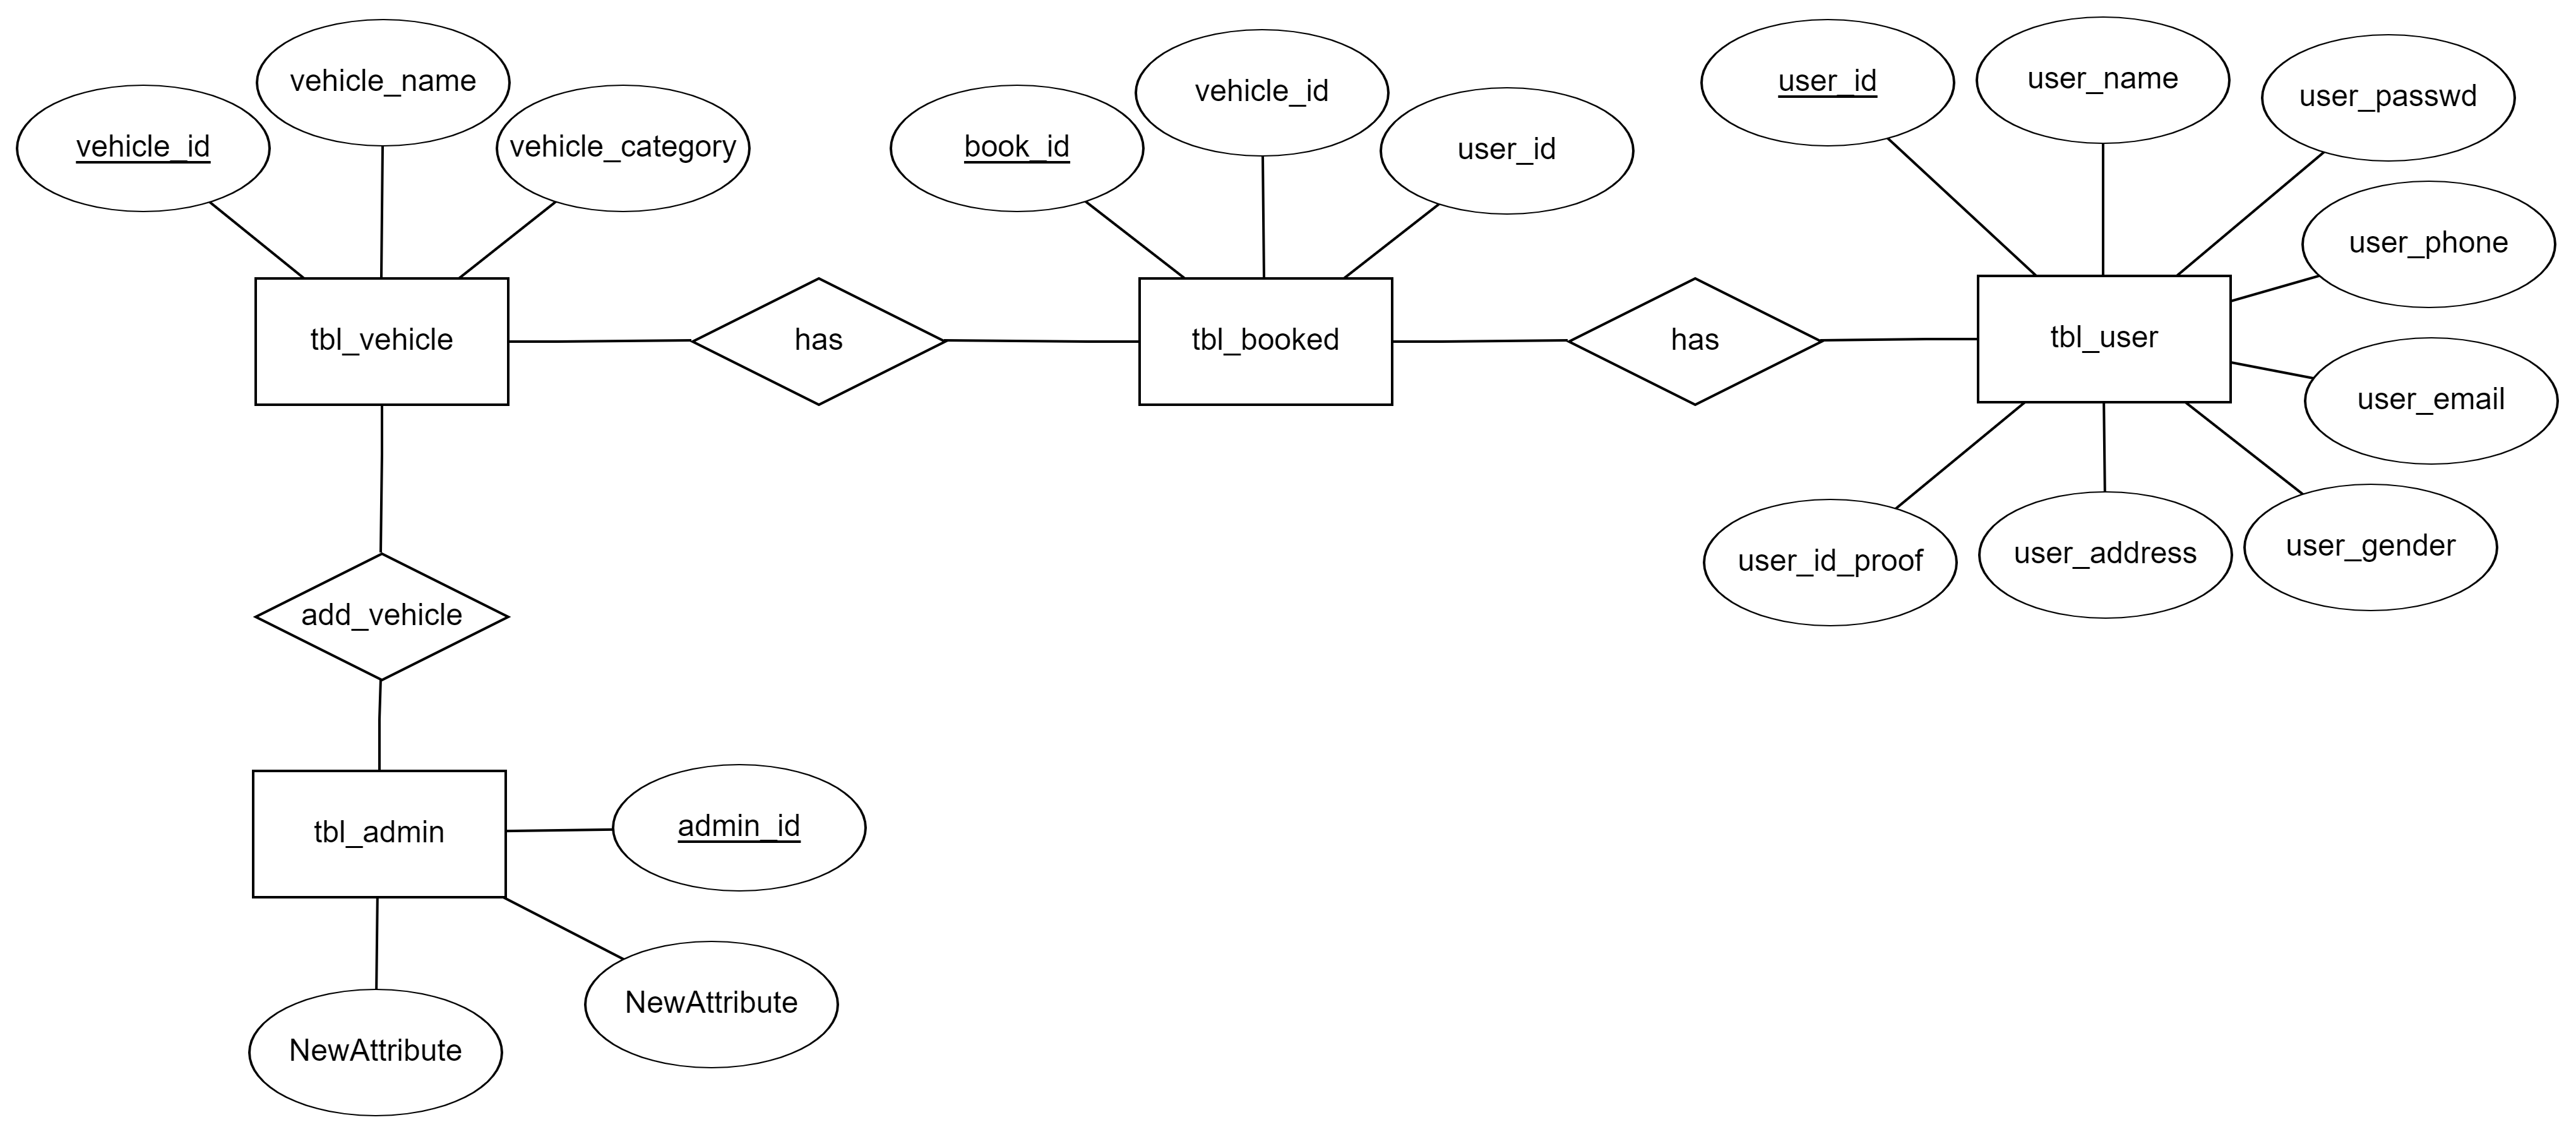 vehicle_id
vehicle_name
vehicle_category
book_id
vehicle_id
user_id
user_id
user_name
user_passwd
user_phone
user_email
user_gender
user_address
user_id_proof
tbl_vehicle
has
tbl_booked
has
tbl_user
add_vehicle
tbl_admin
admin_id
NewAttribute
NewAttribute